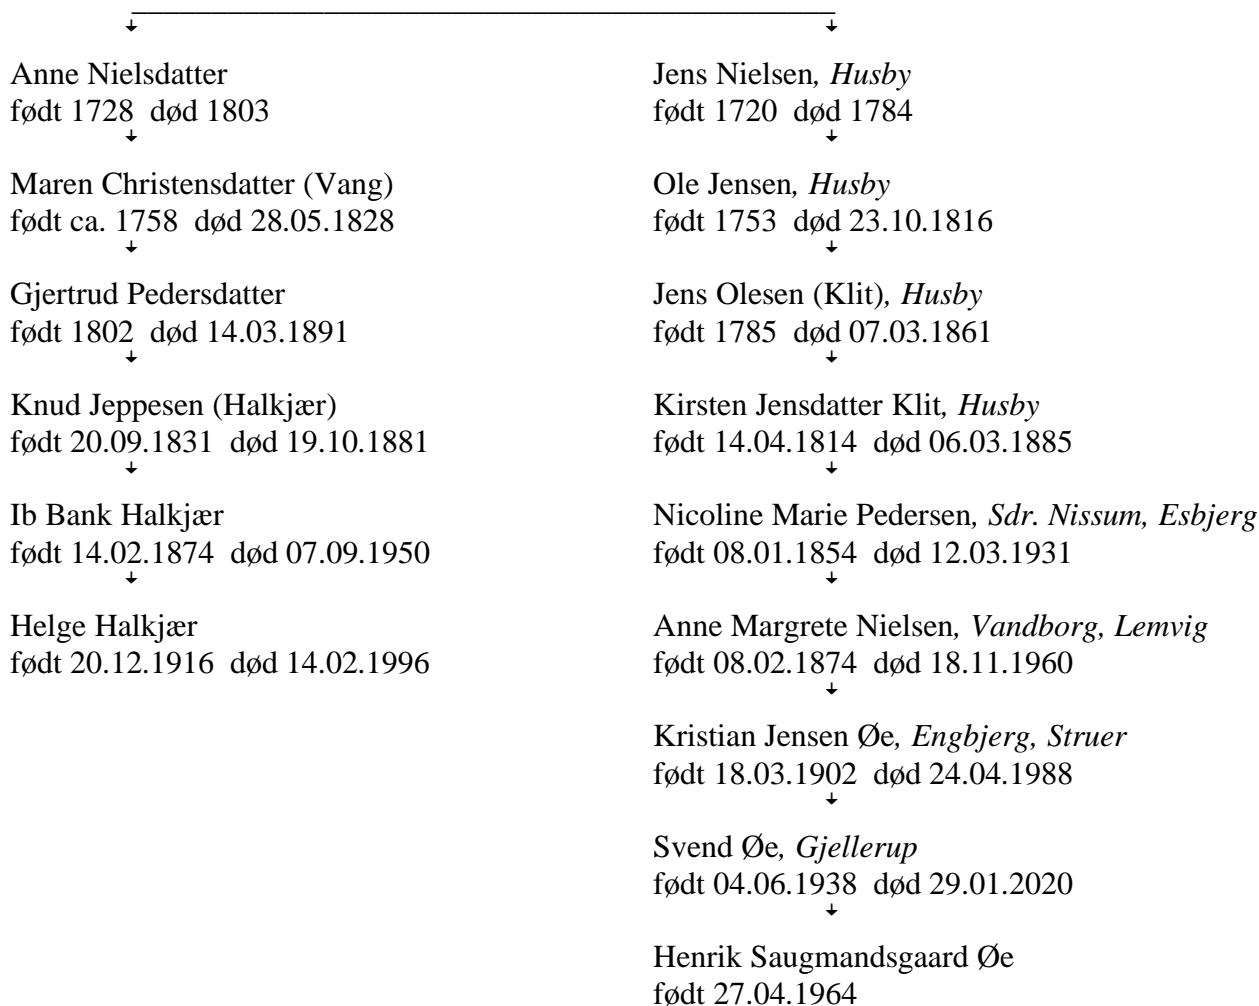 Anne Nielsdatter
født 1728 død 1803
Maren Christensdatter (Vang)
født ca. 1758 død 28.05.1828
Gjertrud Pedersdatter
født 1802 død 14.03.1891
Knud Jeppesen (Halkjær)
født 20.09.1831 død 19.10.1881
Ib Bank Halkjær
født 14.02.1874 død 07.09.1950
Helge Halkjær
født 20.12.1916 død 14.02.1996
Jens Nielsen, Husby
født 1720 død 1784
Ole Jensen, Husby
født 1753 død 23.10.1816
Jens Olesen (Klit), Husby
født 1785 død 07.03.1861
Kirsten Jensdatter Klit, Husby
født 14.04.1814 død 06.03.1885
Nicoline Marie Pedersen, Sdr. Nissum, Esbjerg
født 08.01.1854 død 12.03.1931
Anne Margrete Nielsen, Vandborg, Lemvig
født 08.02.1874 død 18.11.1960
Kristian Jensen Øe, Engbjerg, Struer
født 18.03.1902 død 24.04.1988
Svend Øe, Gjellerup
født 04.06.1938 død 29.01.2020
Henrik Saugmandsgaard Øe
født 27.04.1964